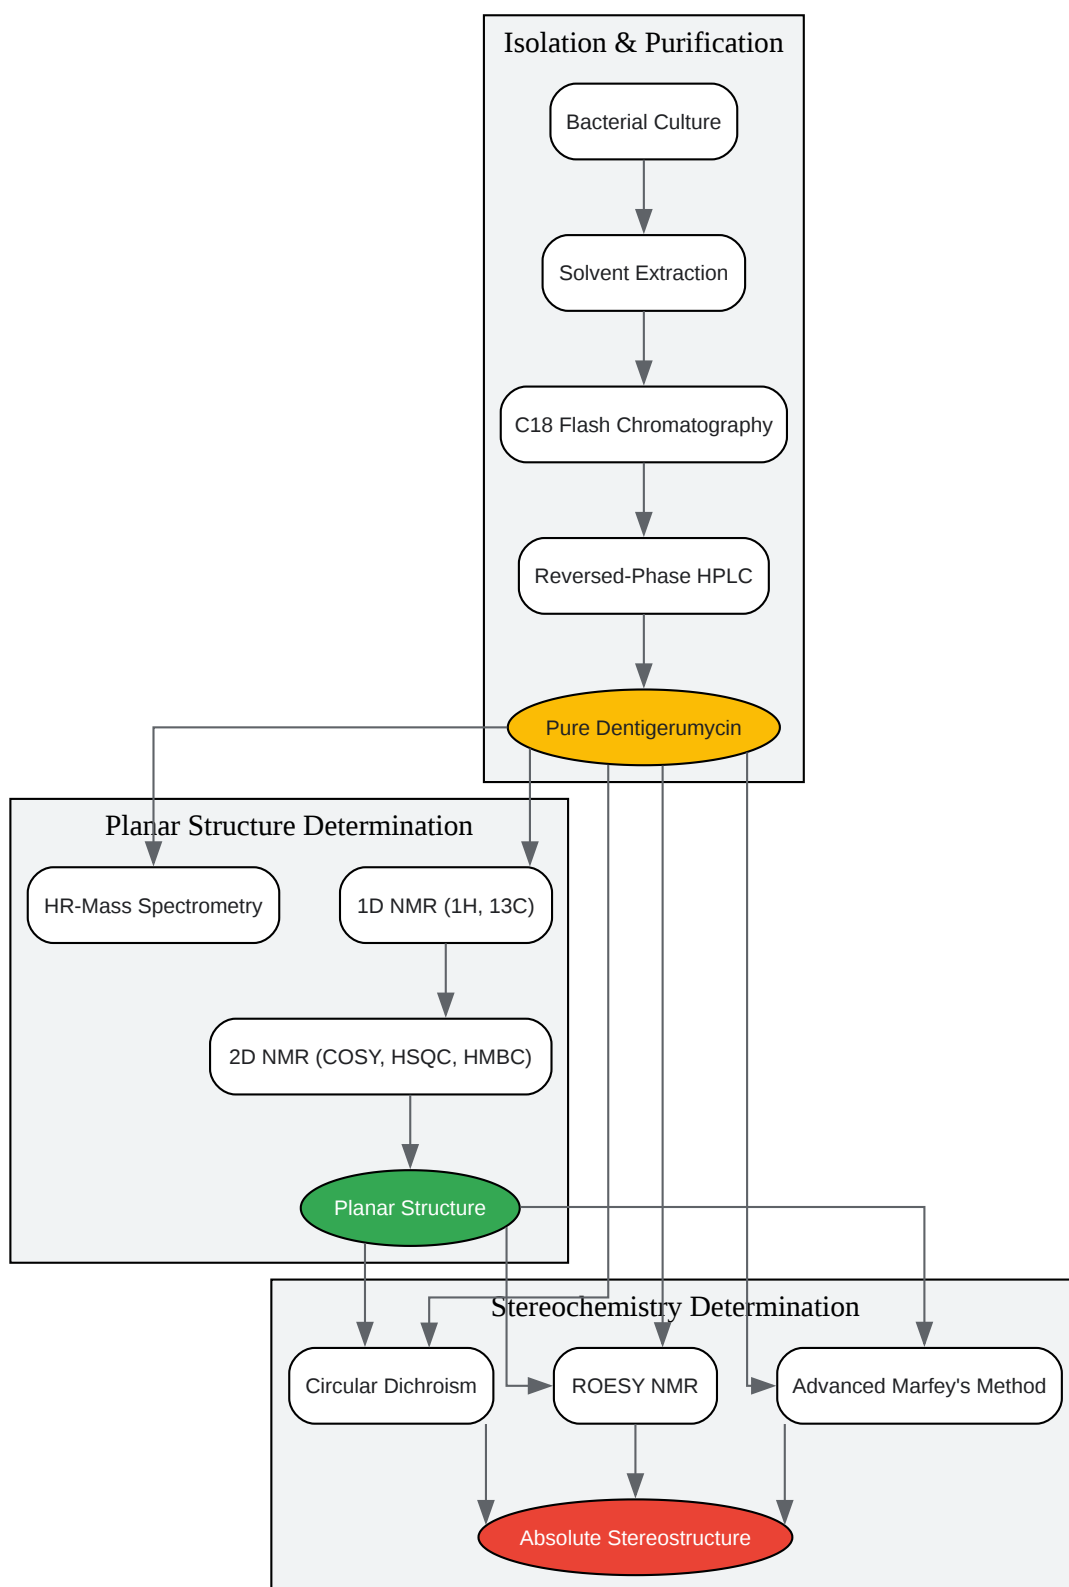 Isolation & Purification
Bacterial Culture
Solvent Extraction
C18 Flash Chromatography
Reversed-Phase HPLC
Pure Dentigerumycin
Planar Structure Determination
HR-Mass Spectrometry
1D NMR (1H, 13C)
2D NMR (COSY, HSQC, HMBC)
Planar Structure
Stereochemistry Determination
Circular Dichroism
ROESY NMR
Advanced Marfey's Method
Absolute Stereostructure